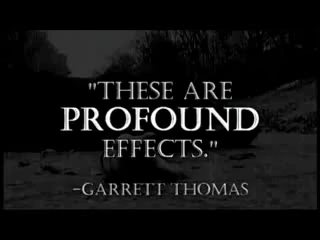 "THESE ARE
PROFOUND
EFFECTS."
-GARRETT THOMAS